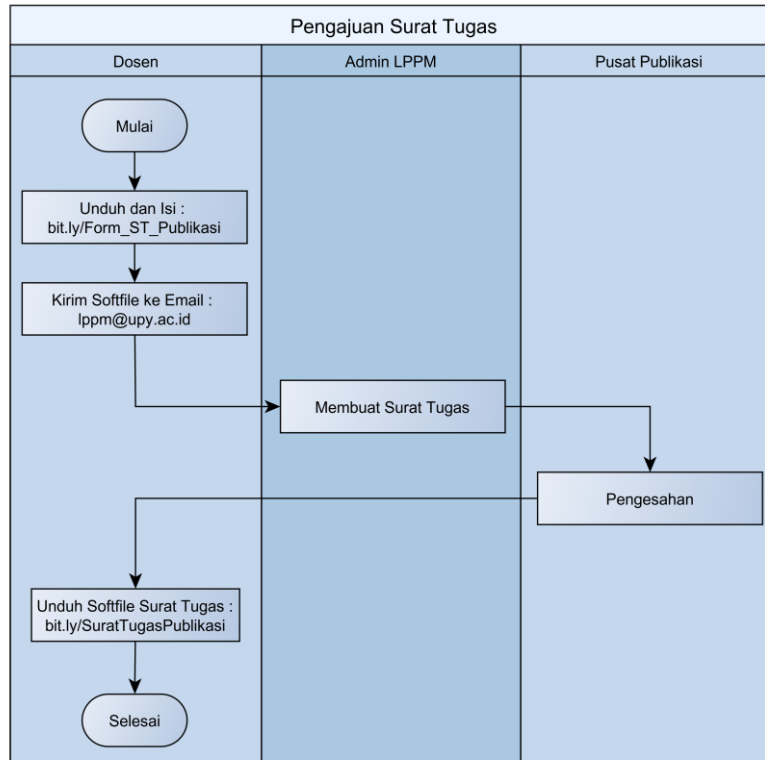 Pengajuan Surat Tugas
Dosen
Admin LPPM
Pusat Publikasi
Mulai
Unduh dan Isi :
bit.ly/Form_ST_Publikasi
Kirim Softfile ke Email :
lppm@upy.ac.id
Membuat Surat Tugas
Pengesahan
Unduh Softfile Surat Tugas :
bit.ly/SuratTugasPublikasi
Selesai